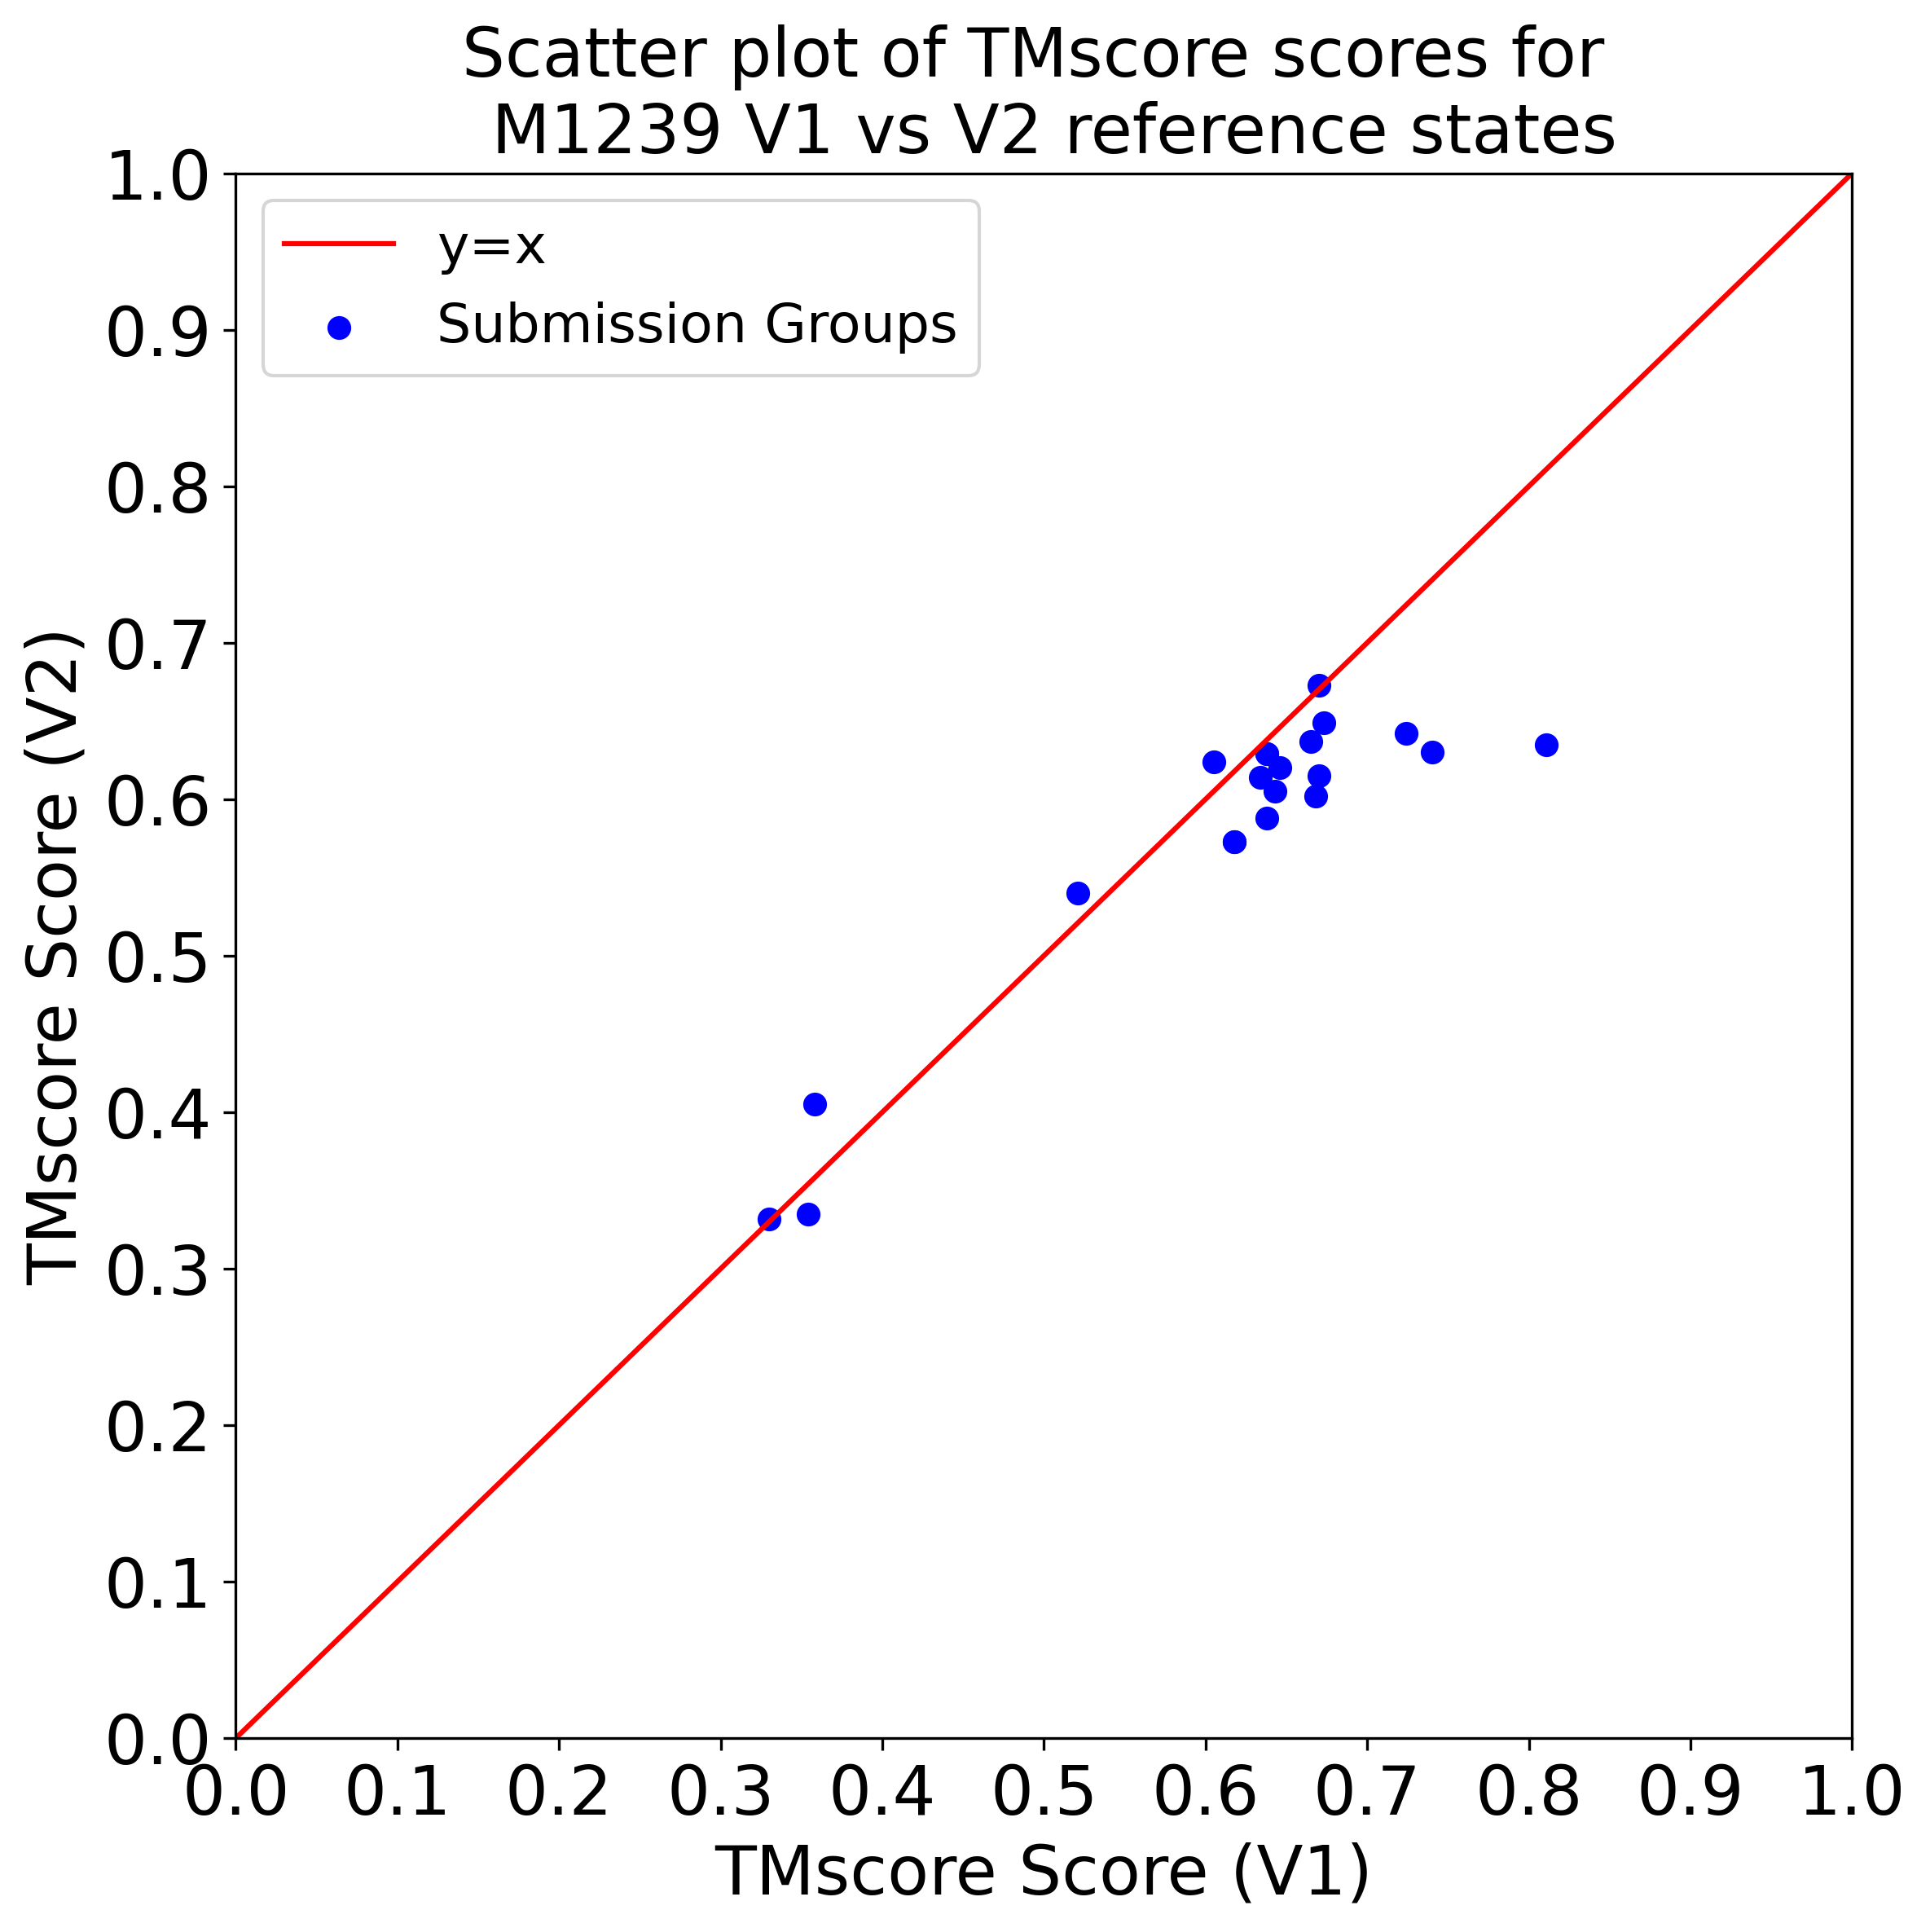 Scatter plot of TMscore scores for
M1239 V1 vs V2 reference states
y=x
Submission Groups
TMscore Score (V2)
1.0
0.9
0.8
0.7
0.6
0.5
0.4
0.3
0.2
0.1
0.0
0.0 0.1 0.2 0.3 0.4 0.5 0.6 0.7 0.8 0.9 1.0
TMscore Score (V1)